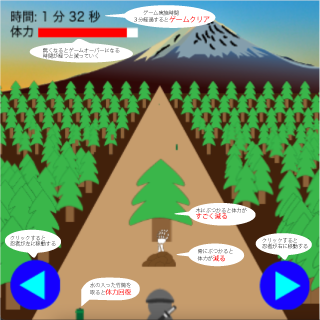 時間: 1 分 32 秒
ゲーム実施時間
3分経過するとゲームクリア
体力
無くなるとゲームオーバーになる
時間が経つと減っていく
木にぶつかると体力が
すごく減る
クリックすると
忍者が左に移動する
クリックすると
忍者が右に移動する
岩にぶつかると
体力が減る
水の入った竹筒を
取ると体力回復